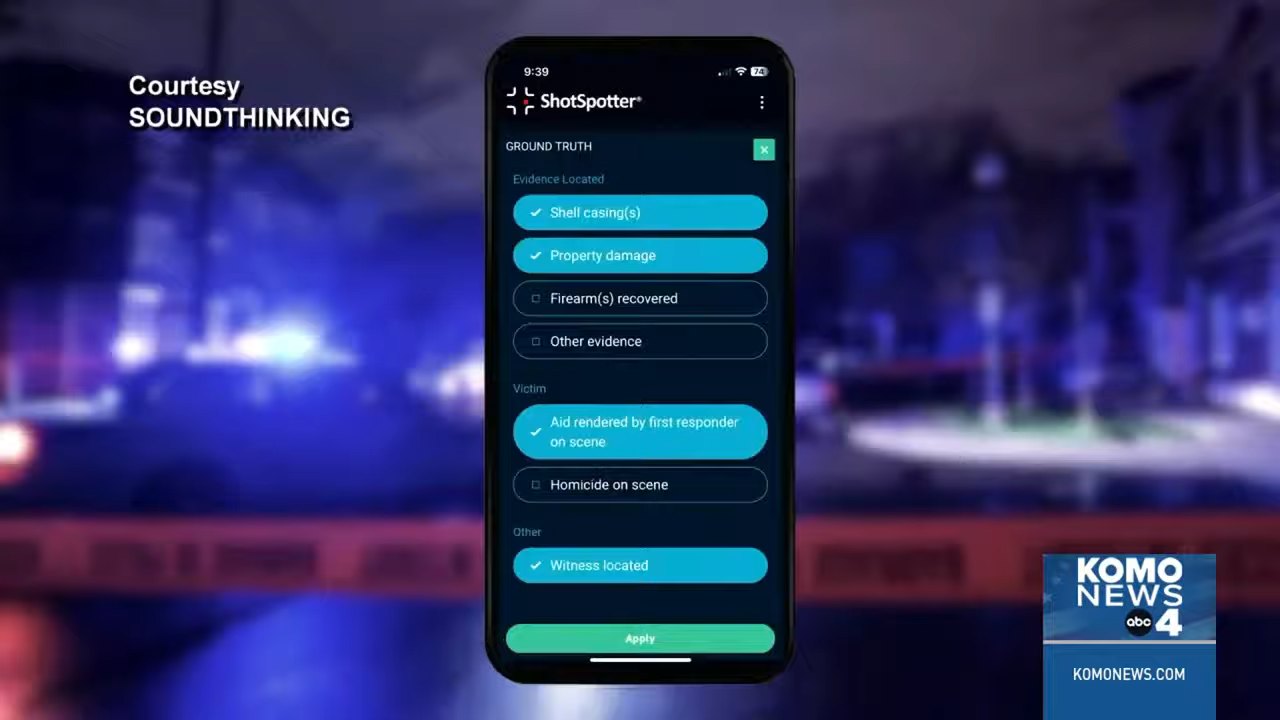 Courtesy
SOUNDTHINKING
9:39
74
ShotSpotter®
GROUND TRUTH
Evidence Located
Shell casing(s)
Property damage
Firearm(s) recovered
Other evidence
Victim
Aid rendered by first responder
on scene
Homicide on scene
Other
Witness located
Apply
KOMO
NEWS
abc 4
KOMONEWS.COM